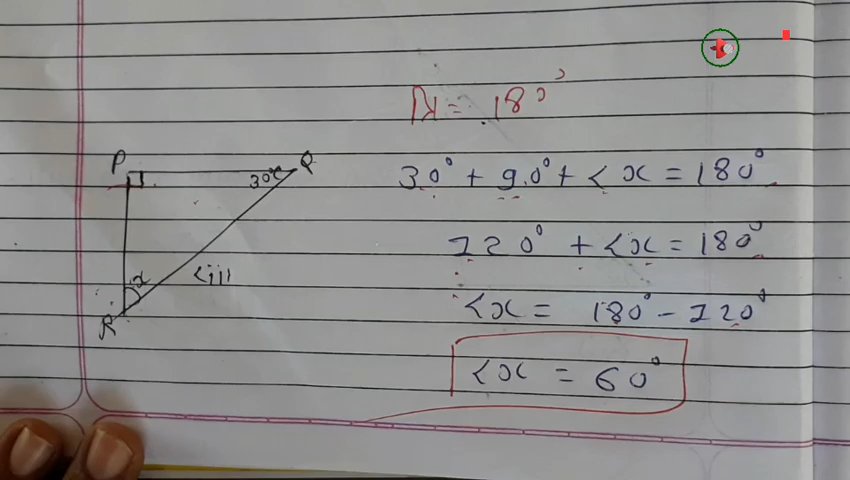 = 180°
P
Q
30°
30° + 90° + <x = 180°
120° + <x = 180°
x
<ii>
<x = 180° - 120°
R
<x = 60°